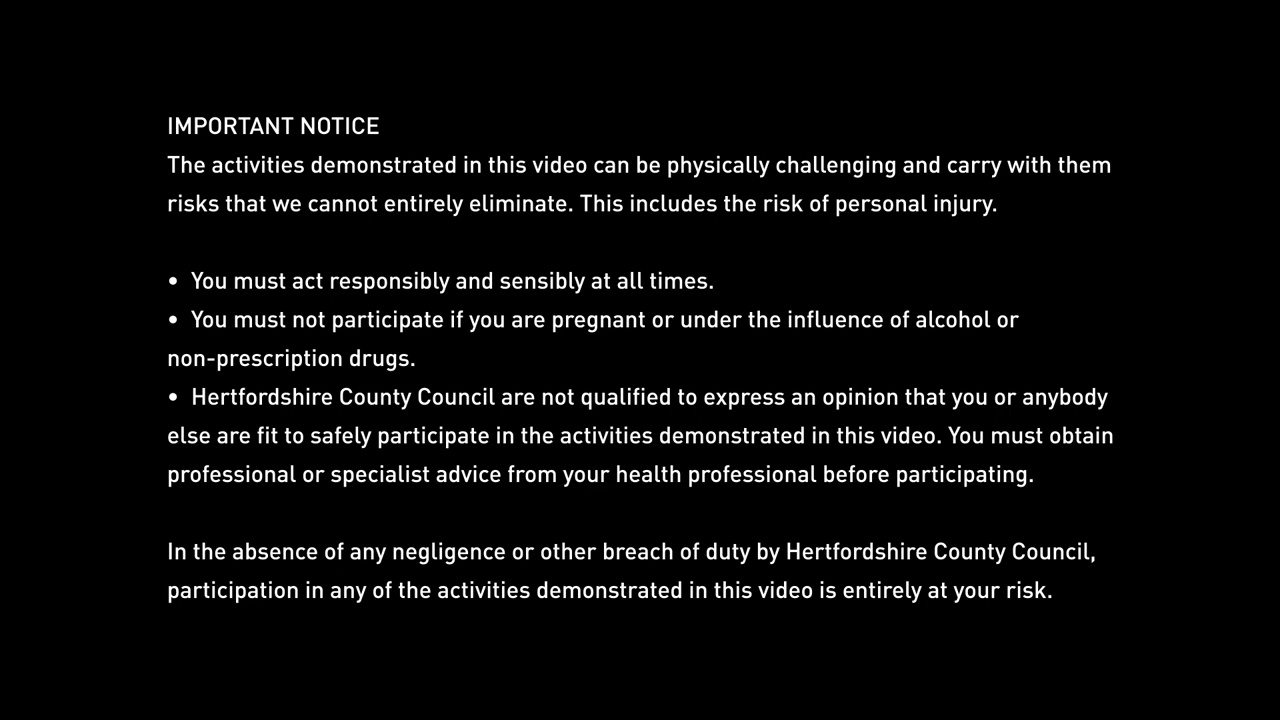 IMPORTANT NOTICE
The activities demonstrated in this video can be physically challenging and carry with them
risks that we cannot entirely eliminate. This includes the risk of personal injury.
• You must act responsibly and sensibly at all times.
• You must not participate if you are pregnant or under the influence of alcohol or
non-prescription drugs.
• Hertfordshire County Council are not qualified to express an opinion that you or anybody
else are fit to safely participate in the activities demonstrated in this video. You must obtain
professional or specialist advice from your health professional before participating.
In the absence of any negligence or other breach of duty by Hertfordshire County Council,
participation in any of the activities demonstrated in this video is entirely at your risk.